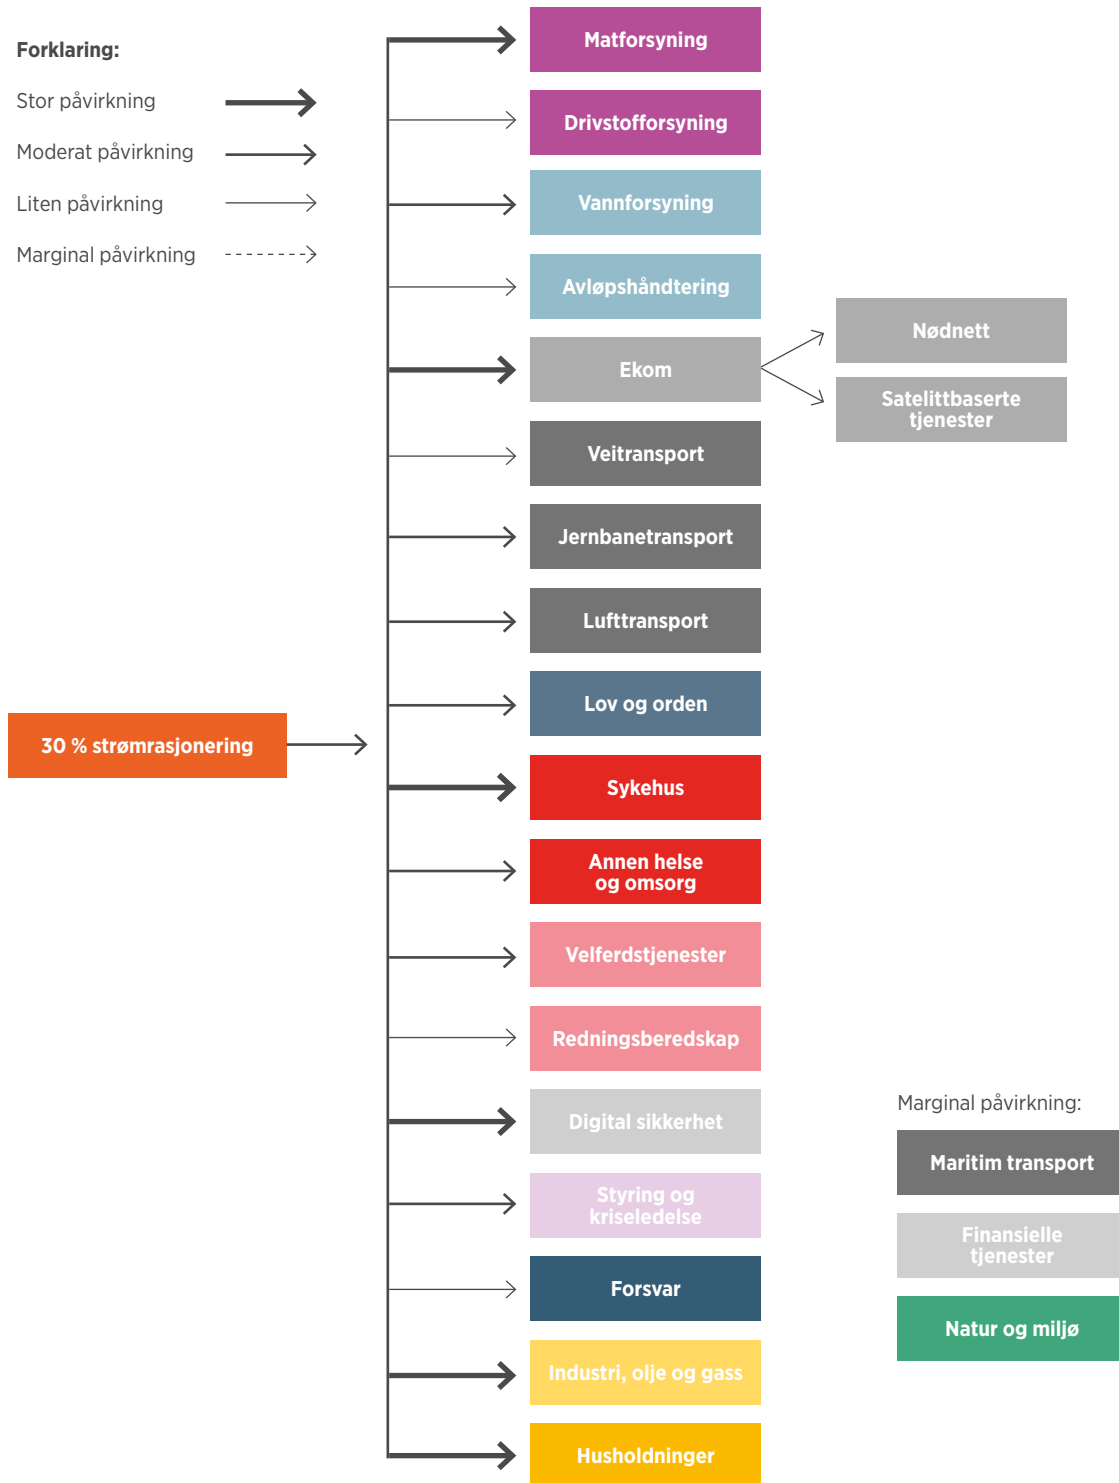 Forklaring:
Stor påvirkning
Moderat påvirkning
Liten påvirkning
Marginal påvirkning
30 % strømrasjonering
Matforsyning
Drivstofforsyning
Vannforsyning
Avløpshåndtering
Ekom
Nødnett
Satelittbaserte
tjenester
Veitransport
Jernbanetransport
Lufttransport
Lov og orden
Sykehus
Annen helse
og omsorg
Velferdstjenester
Redningsberedskap
Digital sikkerhet
Styring og
kriseledelse
Forsvar
Industri, olje og gass
Husholdninger
Marginal påvirkning:
Maritim transport
Finansielle
tjenester
Natur og miljø